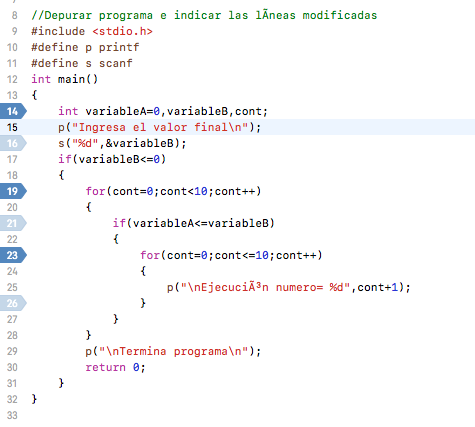 8 //Depurar programa e indicar las lÃneas modificadas
9 #include <stdio.h>
10 #define p printf
11 #define s scanf
12 int main()
13 {
14 int variableA=0,variableB,cont;
15 p("Ingresa el valor final\n");
16 s("%d",&variableB);
17 if(variableB<=0)
18 {
19 for(cont=0;cont<10;cont++)
20 {
21 if(variableA<=variableB)
22 {
23 for(cont=0;cont<=10;cont++)
24 {
25 p("\nEjecuciÃ³n numero= %d",cont+1);
26 }
27 }
28 }
29 p("\nTermina programa\n");
30 return 0;
31 }
32 }
33